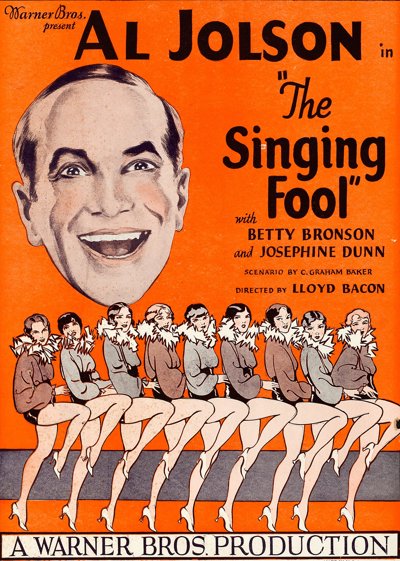 Warner Bros.
present
AL JOLSON in
"The
Singing
Fool"
with
BETTY BRONSON
and JOSEPHINE DUNN
SCENARIO BY C. GRAHAM BAKER
DIRECTED BY LLOYD BACON
A WARNER BROS. PRODUCTION